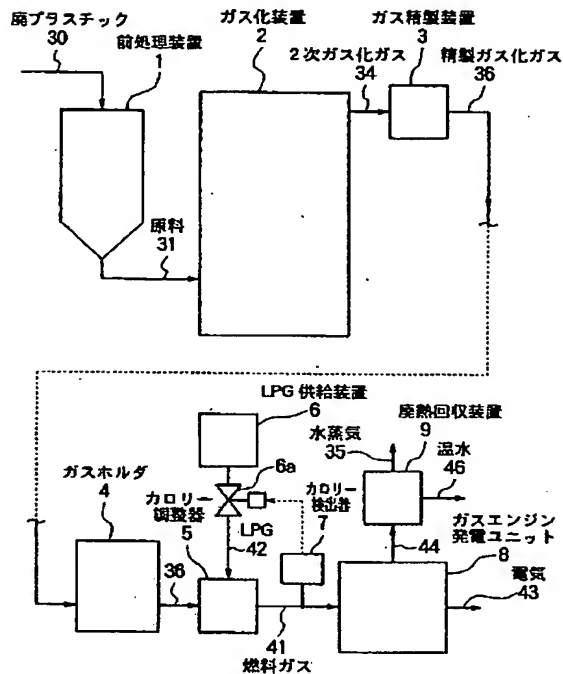 廃プラスチック
30
前処理装置
1
ガス化装置
2
2次ガス化ガス
34
ガス精製装置
3
精製ガス化ガス
36
原料
31
LPG供給装置
6
6a
LPG
42
カロリー
検出器
7
水蒸気
35
廃熱回収装置
9
温水
46
ガスホルダ
4
36
カロリー
調整器
5
41
燃料ガス
44
ガスエンジン
発電ユニット
8
電気
43